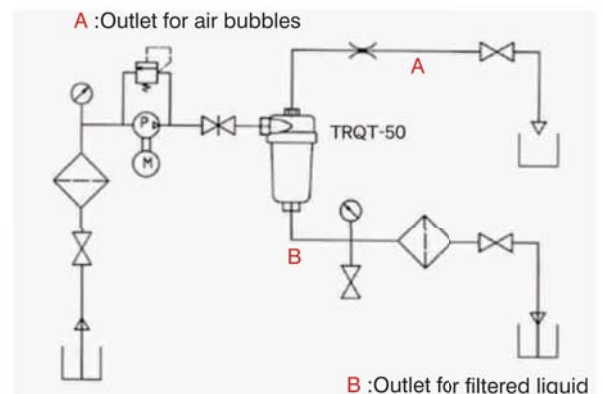 A :Outlet for air bubbles
A
P
TRQT-50
M
B
B :Outlet for filtered liquid